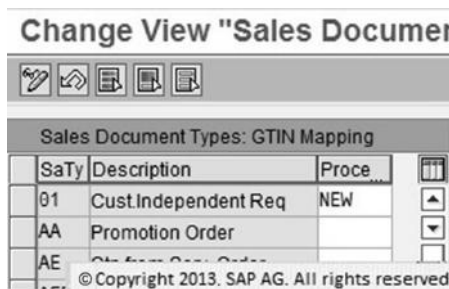 Change View "Sales Documen
Sales Document Types: GTIN Mapping
SaTy Description Proce...
01 Cust.Independent Req NEW
AA Promotion Order
AE
© Copyright 2013. SAP AG. All rights reserved